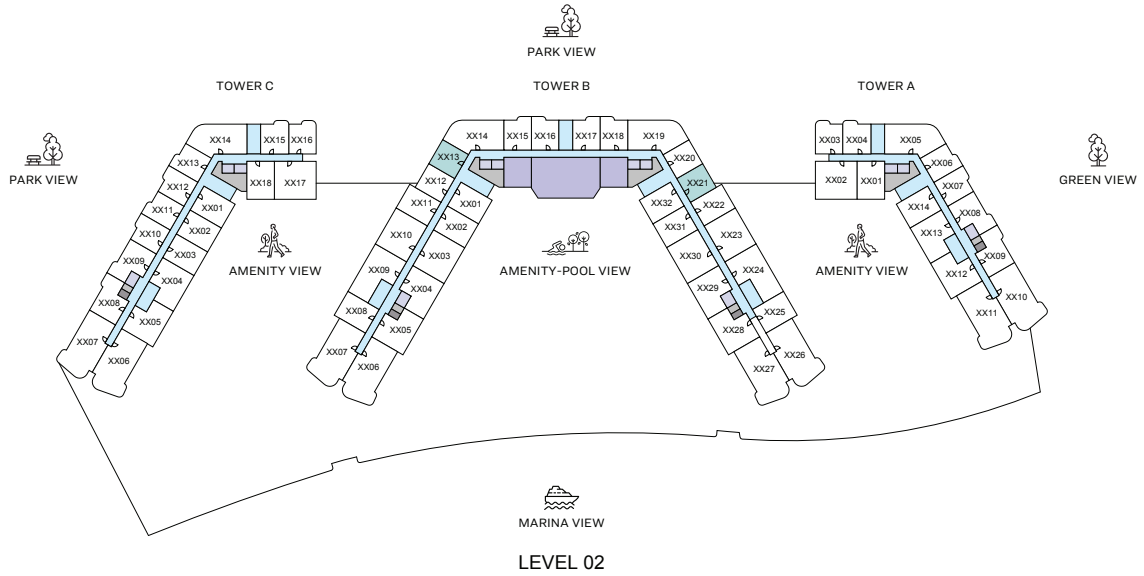 PARK VIEW
TOWER C
TOWER B
TOWER A
PARK VIEW
GREEN VIEW
XX14
XX15
XX16
XX13
XX18
XX17
XX12
XX01
XX11
XX02
XX10
XX03
XX09
XX04
XX08
XX05
XX07
XX06
AMENITY VIEW
XX14
XX15
XX16
XX17
XX18
XX19
XX13
XX20
XX12
XX21
XX11
XX01
XX32
XX22
XX02
XX31
XX23
XX10
XX03
XX30
XX24
XX09
XX04
XX29
XX25
XX08
XX05
XX28
XX26
XX07
XX06
XX27
AMENITY-POOL VIEW
AMENITY VIEW
XX03
XX04
XX05
XX02
XX01
XX06
XX07
XX14
XX08
XX13
XX09
XX12
XX10
XX11
MARINA VIEW
LEVEL 02